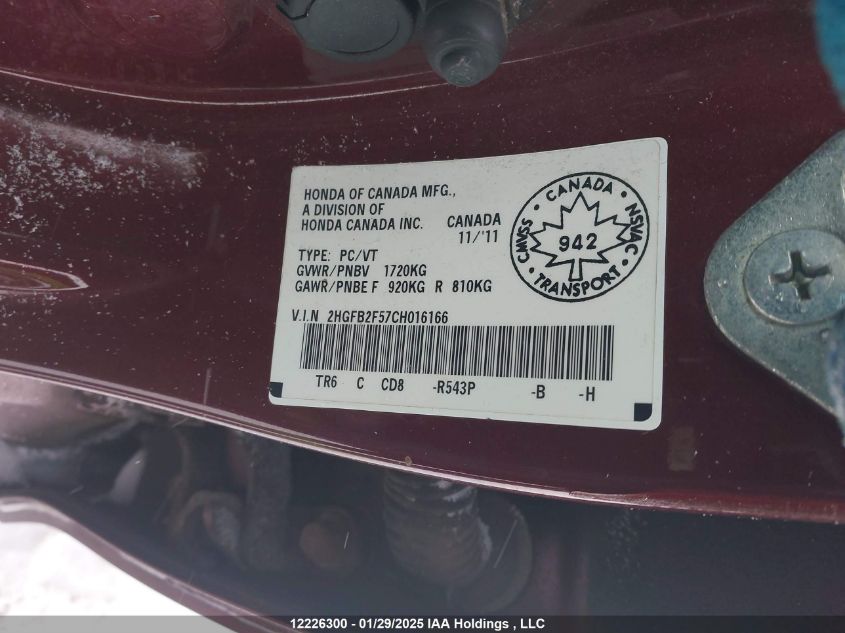 HONDA OF CANADA MFG.,
A DIVISION OF
HONDA CANADA INC.
CANADA
11/'11
TYPE: PC/VT
GVWR/PNBV 1720KG
GAWR/PNBE F 920KG R 810KG
CMVSS · CANADA · NSVAC
942
TRANSPORT
V.I.N 2HGFB2F57CH016166
TR6 C CD8 -R543P -B -H
12226300 - 01/29/2025 IAA Holdings , LLC